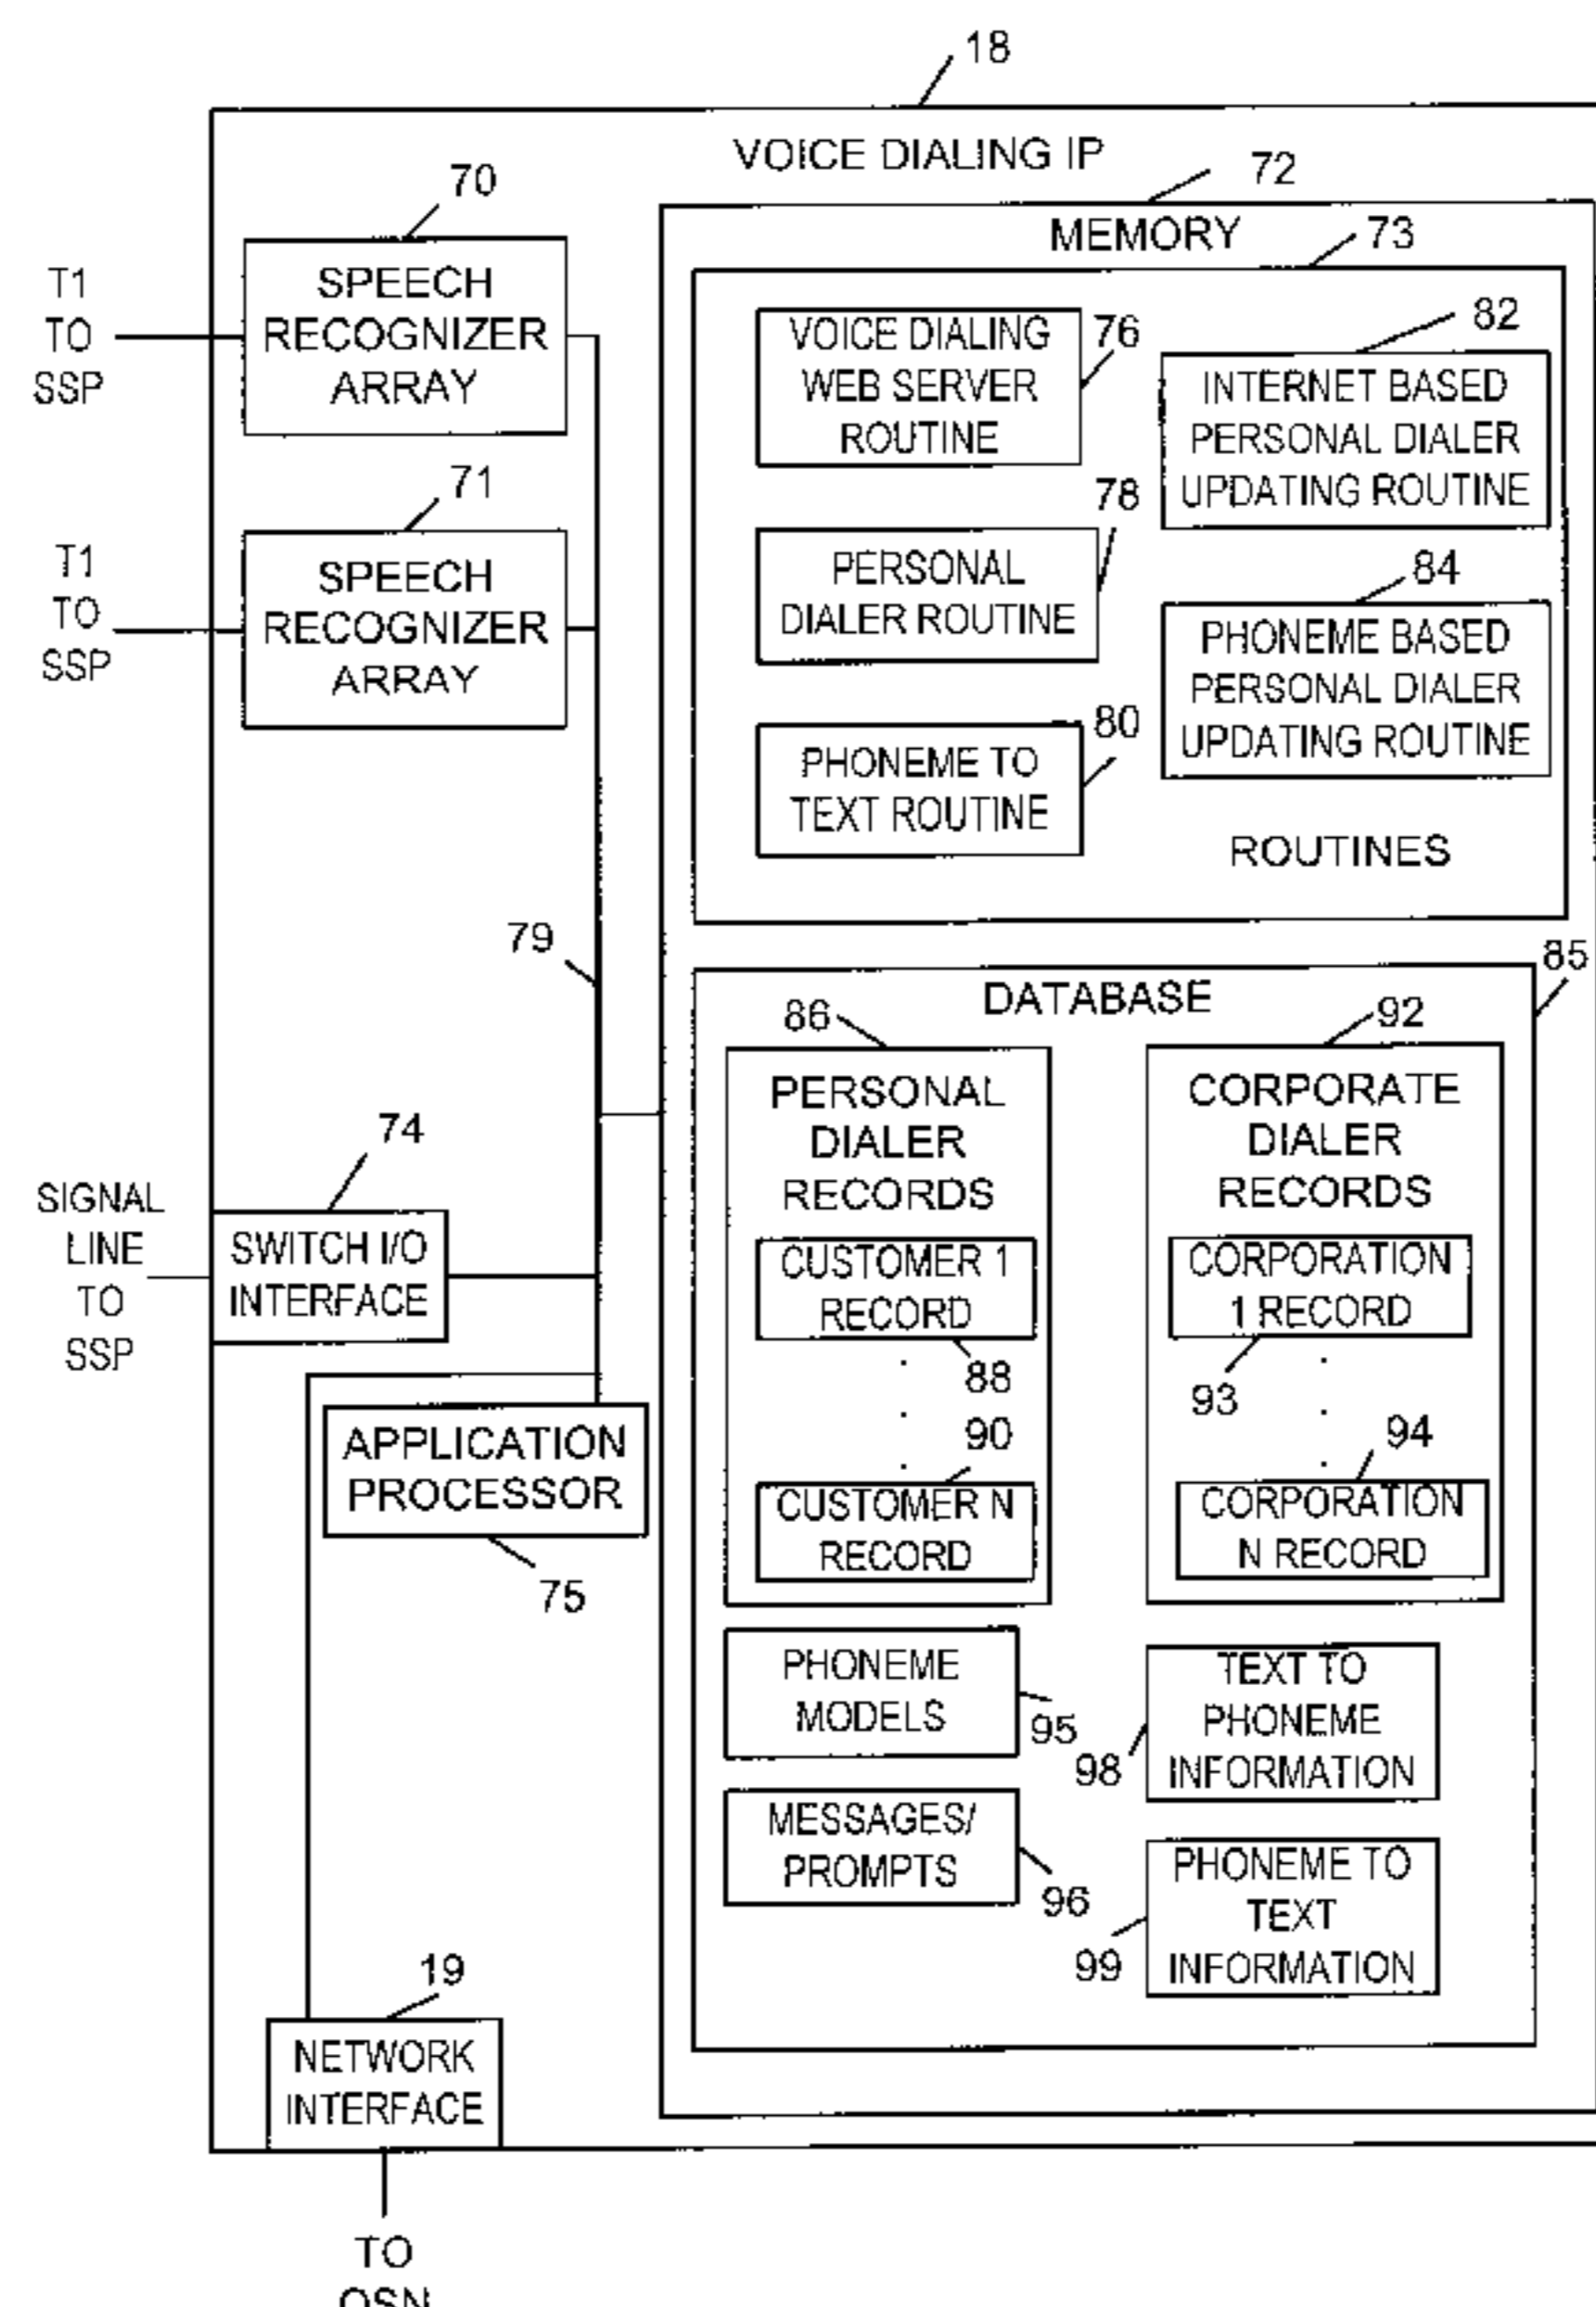 18
VOICE DIALING IP
70
SPEECH
RECOGNIZER
ARRAY
T1
TO
SSP
71
SPEECH
RECOGNIZER
ARRAY
T1
TO
SSP
72
MEMORY
73
VOICE DIALING
WEB SERVER
ROUTINE
76
82
INTERNET BASED
PERSONAL DIALER
UPDATING ROUTINE
78
PERSONAL
DIALER ROUTINE
84
PHONEME BASED
PERSONAL DIALER
UPDATING ROUTINE
80
PHONEME TO
TEXT ROUTINE
ROUTINES
79
85
DATABASE
86
PERSONAL
DIALER
RECORDS
CUSTOMER 1
RECORD
88
90
CUSTOMER N
RECORD
92
CORPORATE
DIALER
RECORDS
CORPORATION
1 RECORD
93
94
CORPORATION
N RECORD
74
SIGNAL
LINE
TO
SSP
SWITCH I/O
INTERFACE
APPLICATION
PROCESSOR
75
PHONEME
MODELS
95
TEXT TO
PHONEME
INFORMATION
98
MESSAGES/
PROMPTS
96
PHONEME TO
TEXT
INFORMATION
99
19
NETWORK
INTERFACE
TO
OSN